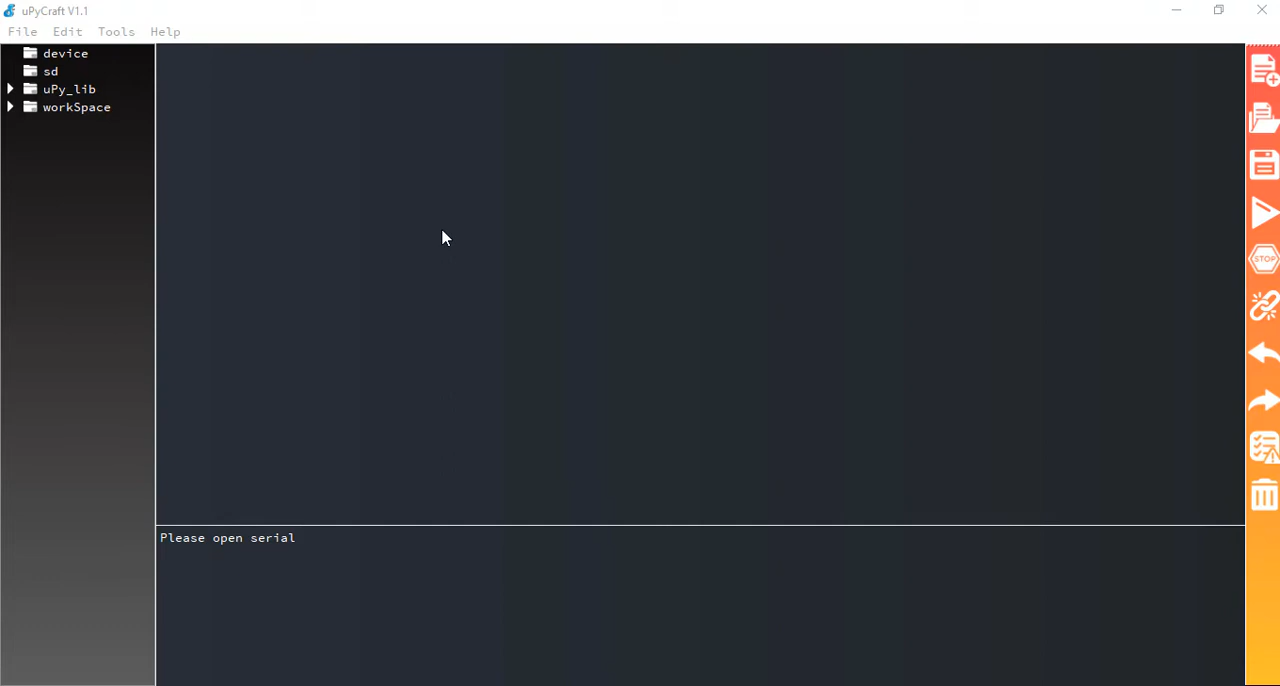 uPyCraft V1.1
File Edit Tools Help
device
sd
uPy_lib
workSpace
STOP
Please open serial